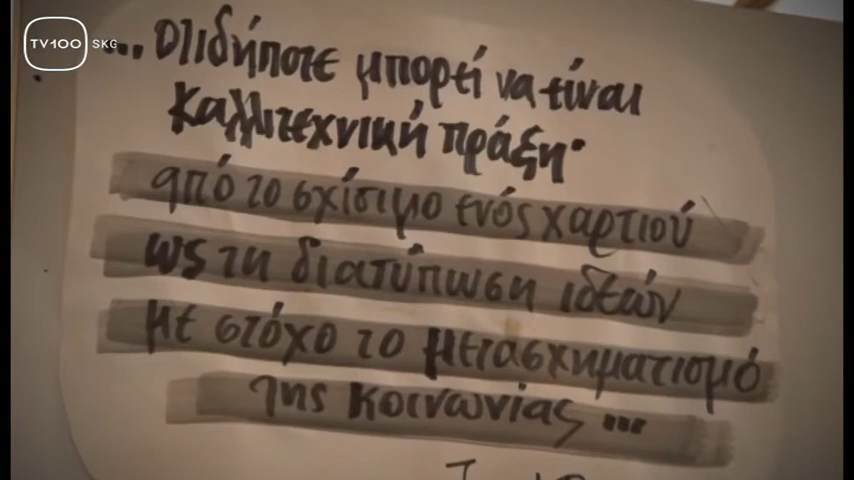 TV100 SKG
... Οτιδήποτε μπορεί να είναι
καλλιτεχνική πράξη·
από το σχίσιμο ενός χαρτιού
ως τη διατύπωση ιδεών
με στόχο το μετασχηματισμό
της κοινωνίας ...